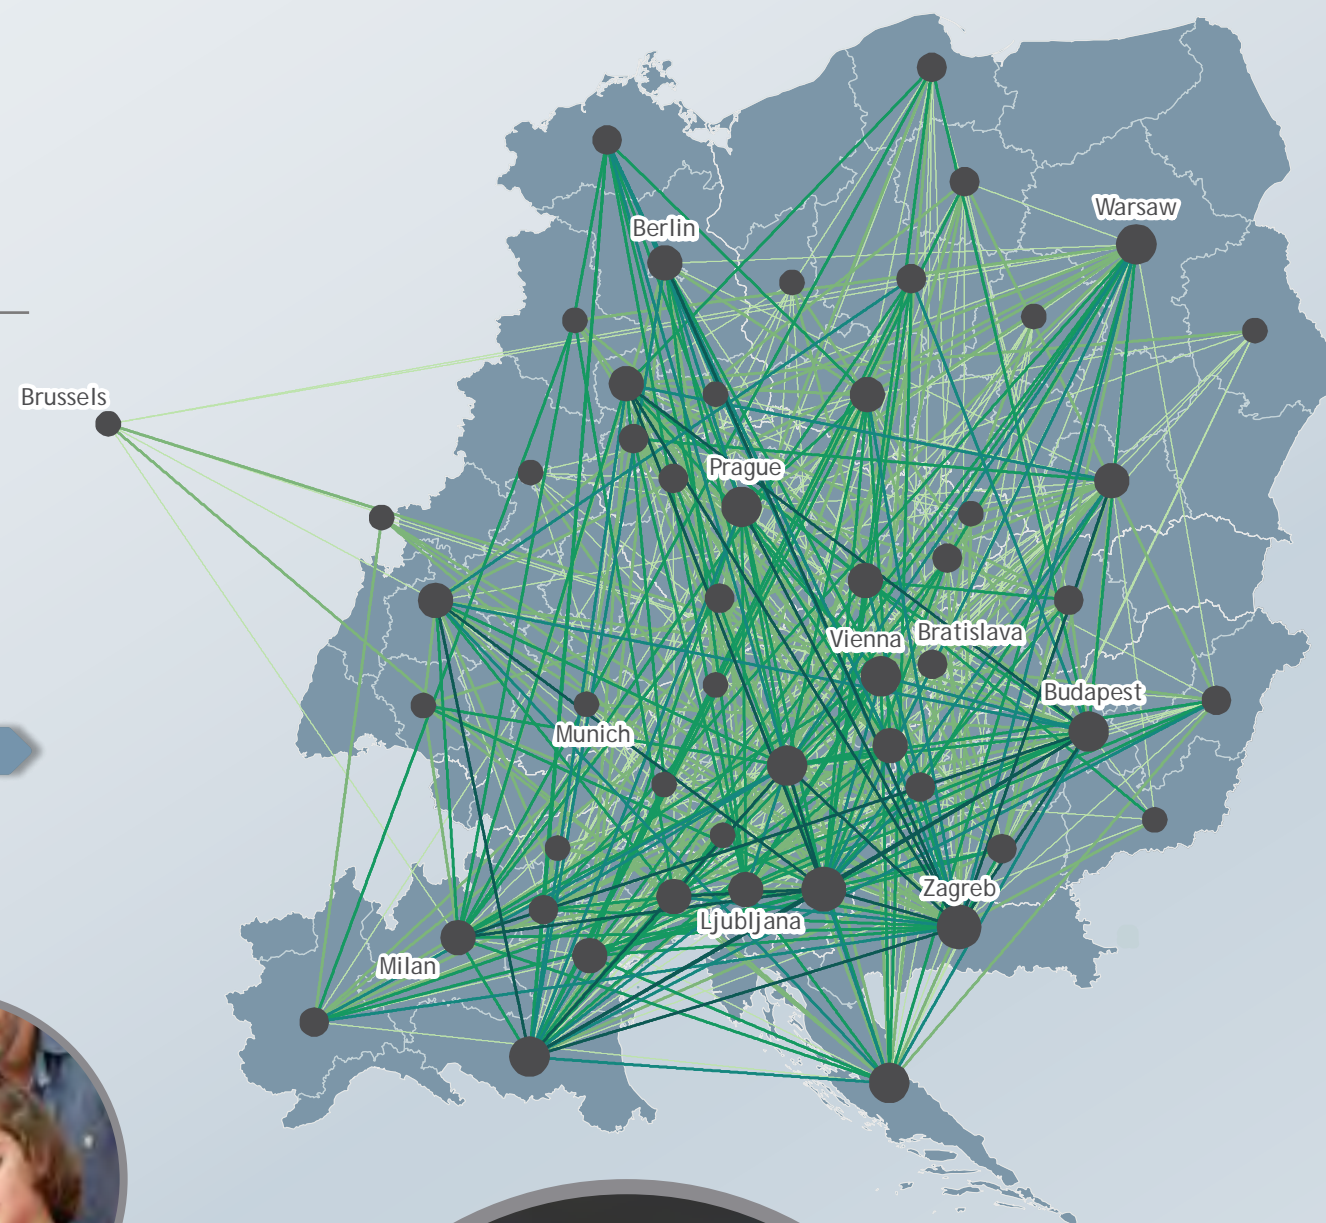 Warsaw
Berlin
Brussels
Prague
Bratislava
Vienna
Budapest
Munich
Zagreb
Ljubljana
Milan